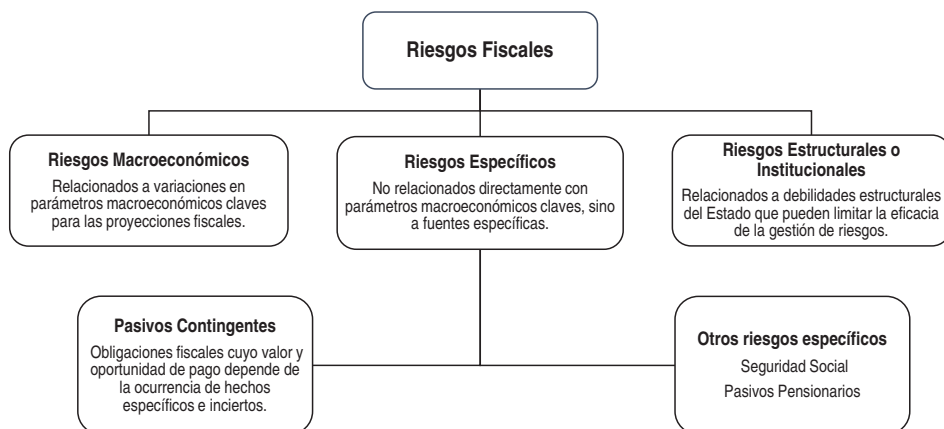 Riesgos Fiscales
Riesgos Macroeconómicos
Relacionados a variaciones en
parámetros macroeconómicos claves
para las proyecciones fiscales.
Riesgos Específicos
No relacionados directamente con
parámetros macroeconómicos claves, sino
a fuentes específicas.
Riesgos Estructurales o
Institucionales
Relacionados a debilidades estructurales
del Estado que pueden limitar la eficacia
de la gestión de riesgos.
Pasivos Contingentes
Obligaciones fiscales cuyo valor y
oportunidad de pago depende de
la ocurrencia de hechos
específicos e inciertos.
Otros riesgos específicos
Seguridad Social
Pasivos Pensionarios